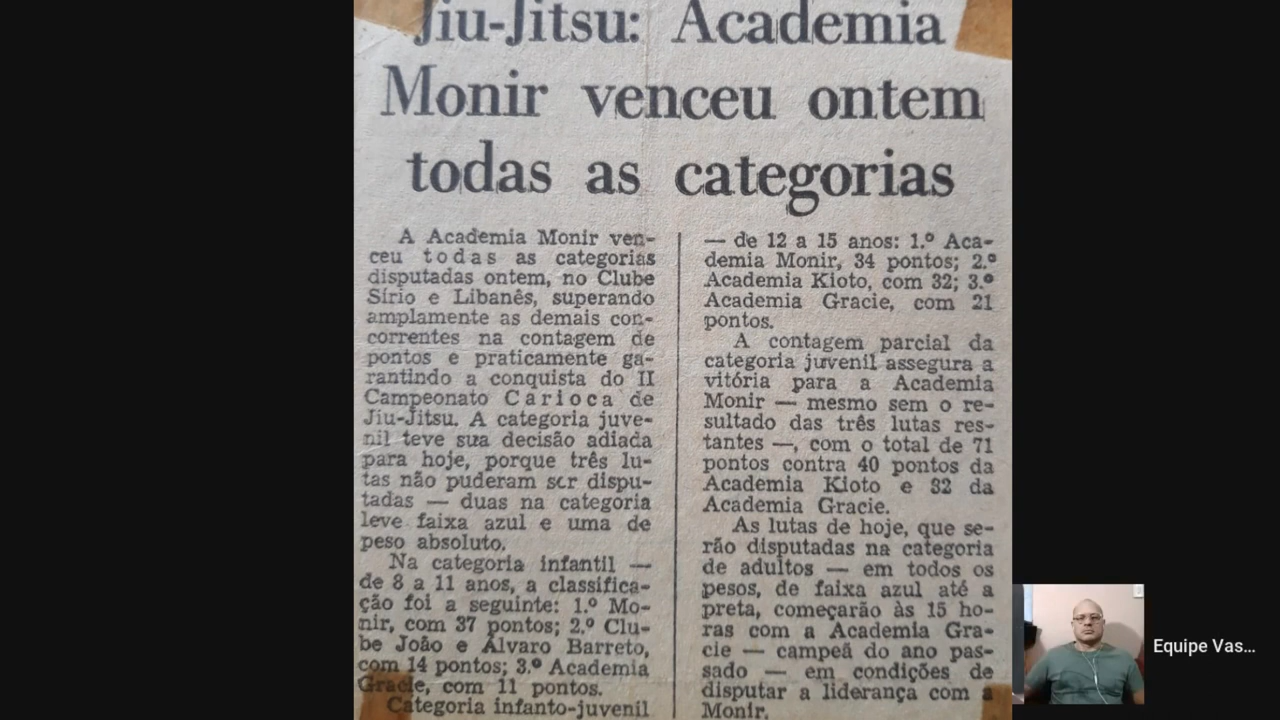 Jiu-Jitsu: Academia
Monir venceu ontem
todas as categorias
A Academia Monir ven-
ceu todas as categorias
disputadas ontem, no Clube
Sírio e Libanês, superando
amplamente as demais con-
correntes na contagem de
pontos e praticamente ga-
rantindo a conquista do II
Campeonato Carioca de
Jiu-Jitsu. A categoria juve-
nil teve sua decisão adiada
para hoje, porque três lu-
tas não puderam ser dispu-
tadas — duas na categoria
leve faixa azul e uma de
peso absoluto.
Na categoria infantil —
de 8 a 11 anos, a classifica-
ção foi a seguinte: 1.º Mo-
nir, com 37 pontos; 2.º Clu-
be João e Álvaro Barreto,
com 14 pontos; 3.º Academia
Gracie, com 11 pontos.
Categoria infanto-juvenil
— de 12 a 15 anos: 1.º Aca-
demia Monir, 34 pontos; 2.º
Academia Kioto, com 32; 3.º
Academia Gracie, com 21
pontos.
A contagem parcial da
categoria juvenil assegura a
vitória para a Academia
Monir — mesmo sem o re-
sultado das três lutas res-
tantes —, com o total de 71
pontos contra 40 pontos da
Academia Kioto e 32 da
Academia Gracie.
As lutas de hoje, que se-
rão disputadas na categoria
de adultos — em todos os
pesos, de faixa azul até a
preta, começarão às 15 ho-
ras com a Academia Gra-
cie — campeã do ano pas-
sado — em condições de
disputar a liderança com a
Monir.
Equipe Vas...